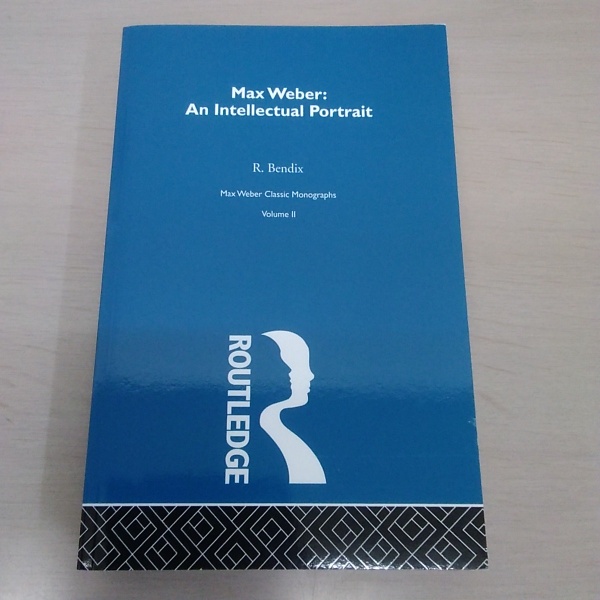 Max Weber:
An Intellectual Portrait
R. Bendix
Max Weber Classic Monographs
Volume II
ROUTLEDGE